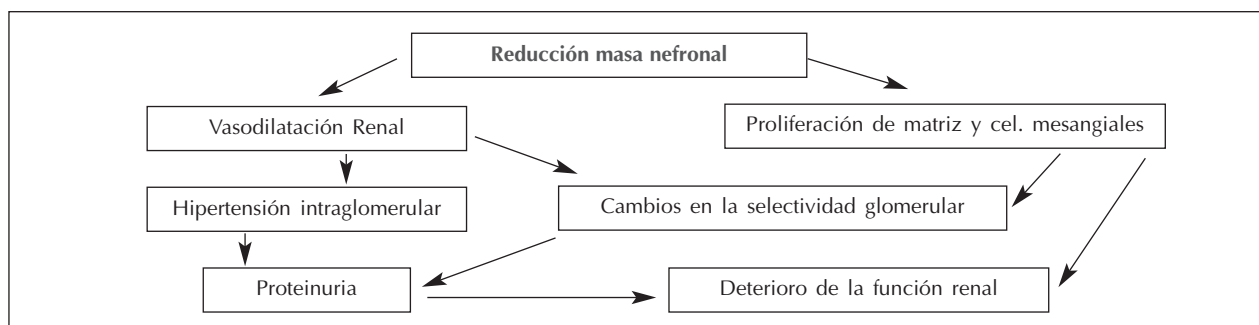 Reducción masa nefronal
Vasodilatación Renal
Proliferación de matriz y cel. mesangiales
Hipertensión intraglomerular
Cambios en la selectividad glomerular
Proteinuria
Deterioro de la función renal